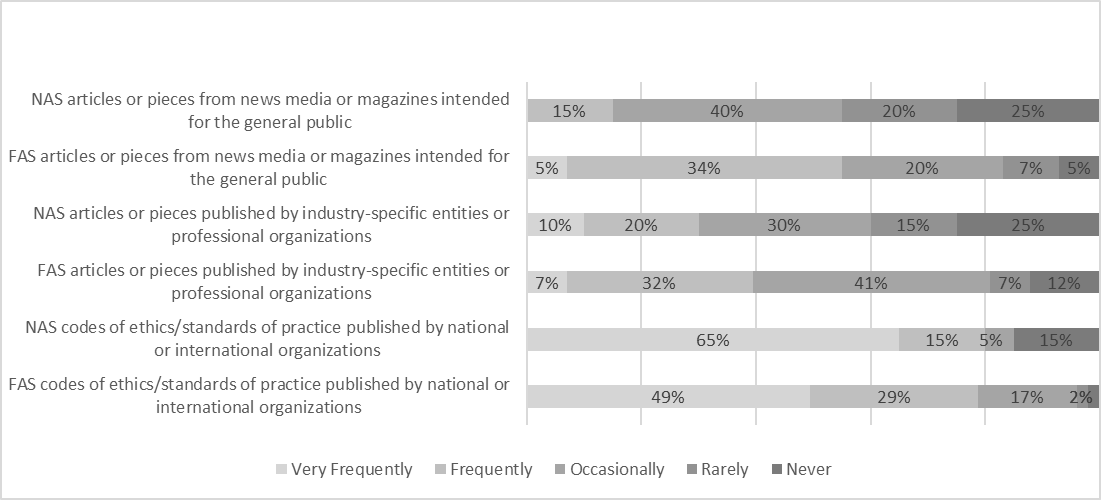 NAS articles or pieces from news media or magazines intended
for the general public
15% 40% 20% 25%
FAS articles or pieces from news media or magazines intended for
the general public
5% 34% 20% 7% 5%
NAS articles or pieces published by industry-specific entities or
professional organizations
10% 20% 30% 15% 25%
FAS articles or pieces published by industry-specific entities or
professional organizations
7% 32% 41% 7% 12%
NAS codes of ethics/standards of practice published by national
or international organizations
65% 15% 5% 15%
FAS codes of ethics/standards of practice published by national or
international organizations
49% 29% 17% 2%
Very Frequently Frequently Occasionally Rarely Never